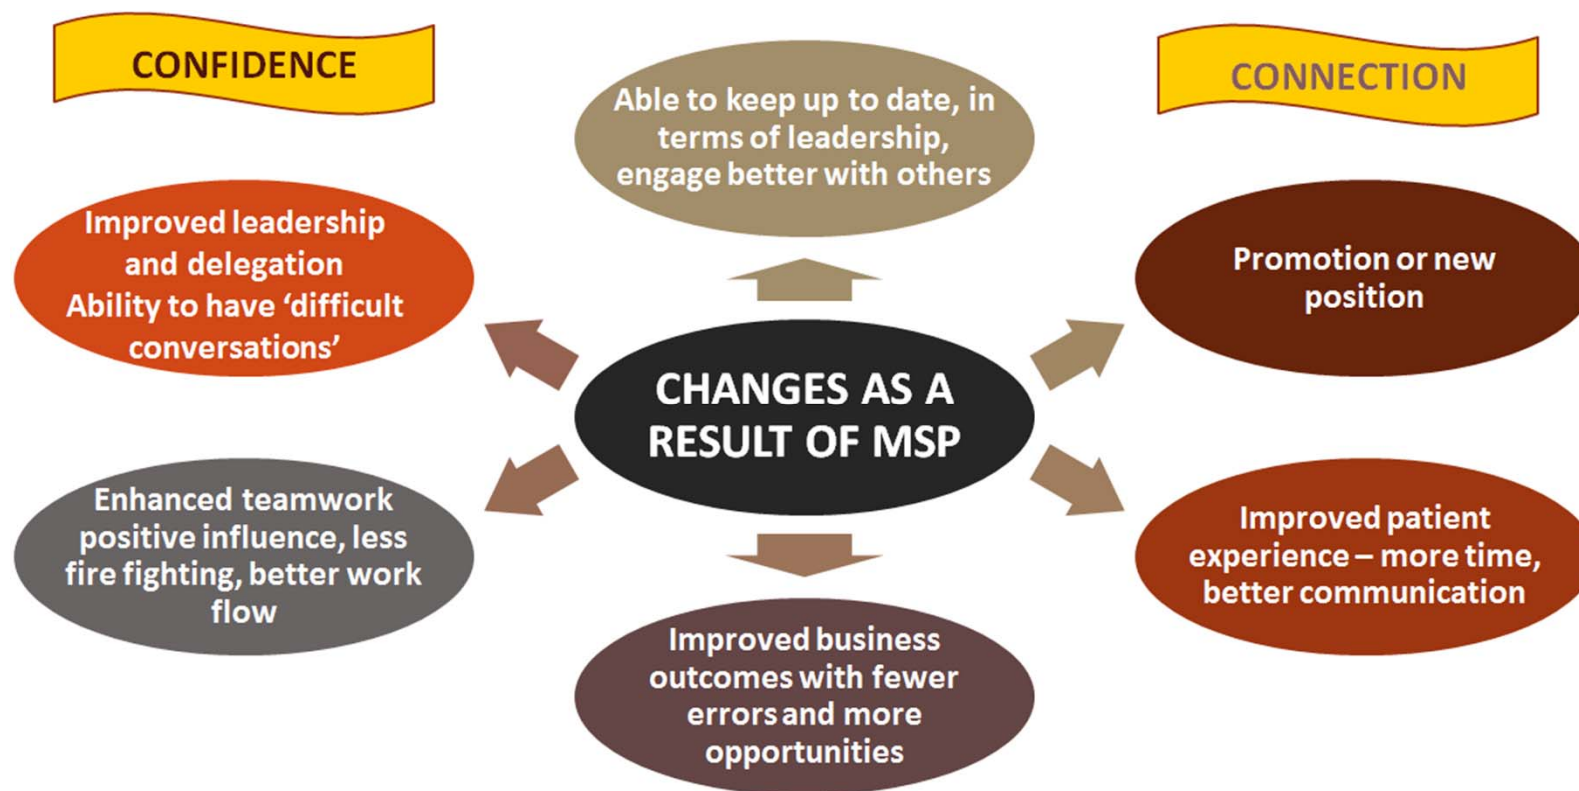 CONFIDENCE
CONNECTION
Able to keep up to date, in
terms of leadership,
engage better with others
Improved leadership
and delegation
Ability to have ‘difficult
conversations’
Promotion or new
position
CHANGES AS A
RESULT OF MSP
Enhanced teamwork
positive influence, less
fire fighting, better work
flow
Improved patient
experience – more time,
better communication
Improved business
outcomes with fewer
errors and more
opportunities